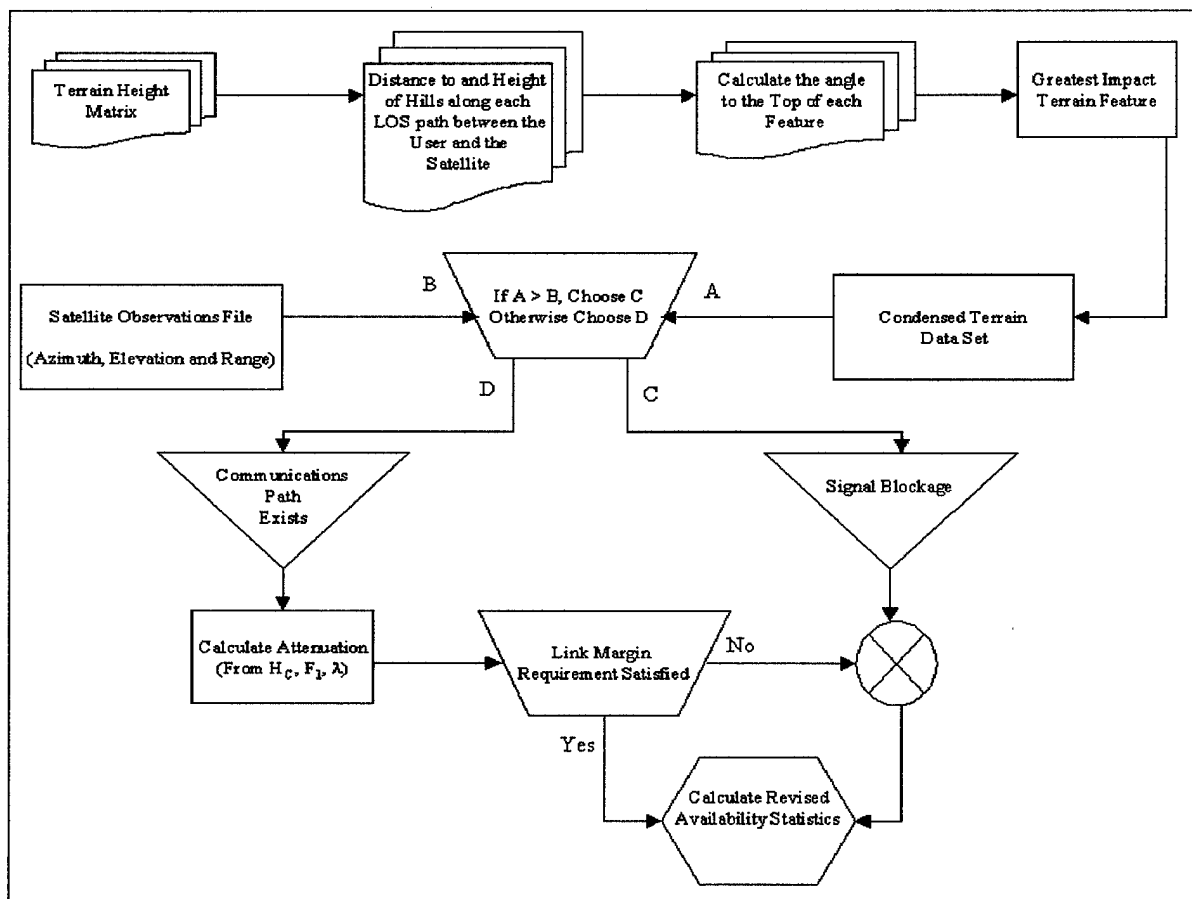 Terrain Height
Matrix
Distance to and Height
of Hills along each
LOS path between the
User and the
Satellite
Calculate the angle
to the Top of each
Feature
Greatest Impact
Terrain Feature
B
If A > B, Choose C
Otherwise Choose D
A
Satellite Observations File
(Azimuth, Elevation and Range)
Condensed Terrain
Data Set
D
C
Communications
Path
Exists
Signal Blockage
Calculate Attenuation
(From H_C, F_1, λ)
Link Margin
Requirement Satisfied
No
Yes
Calculate Revised
Availability Statistics